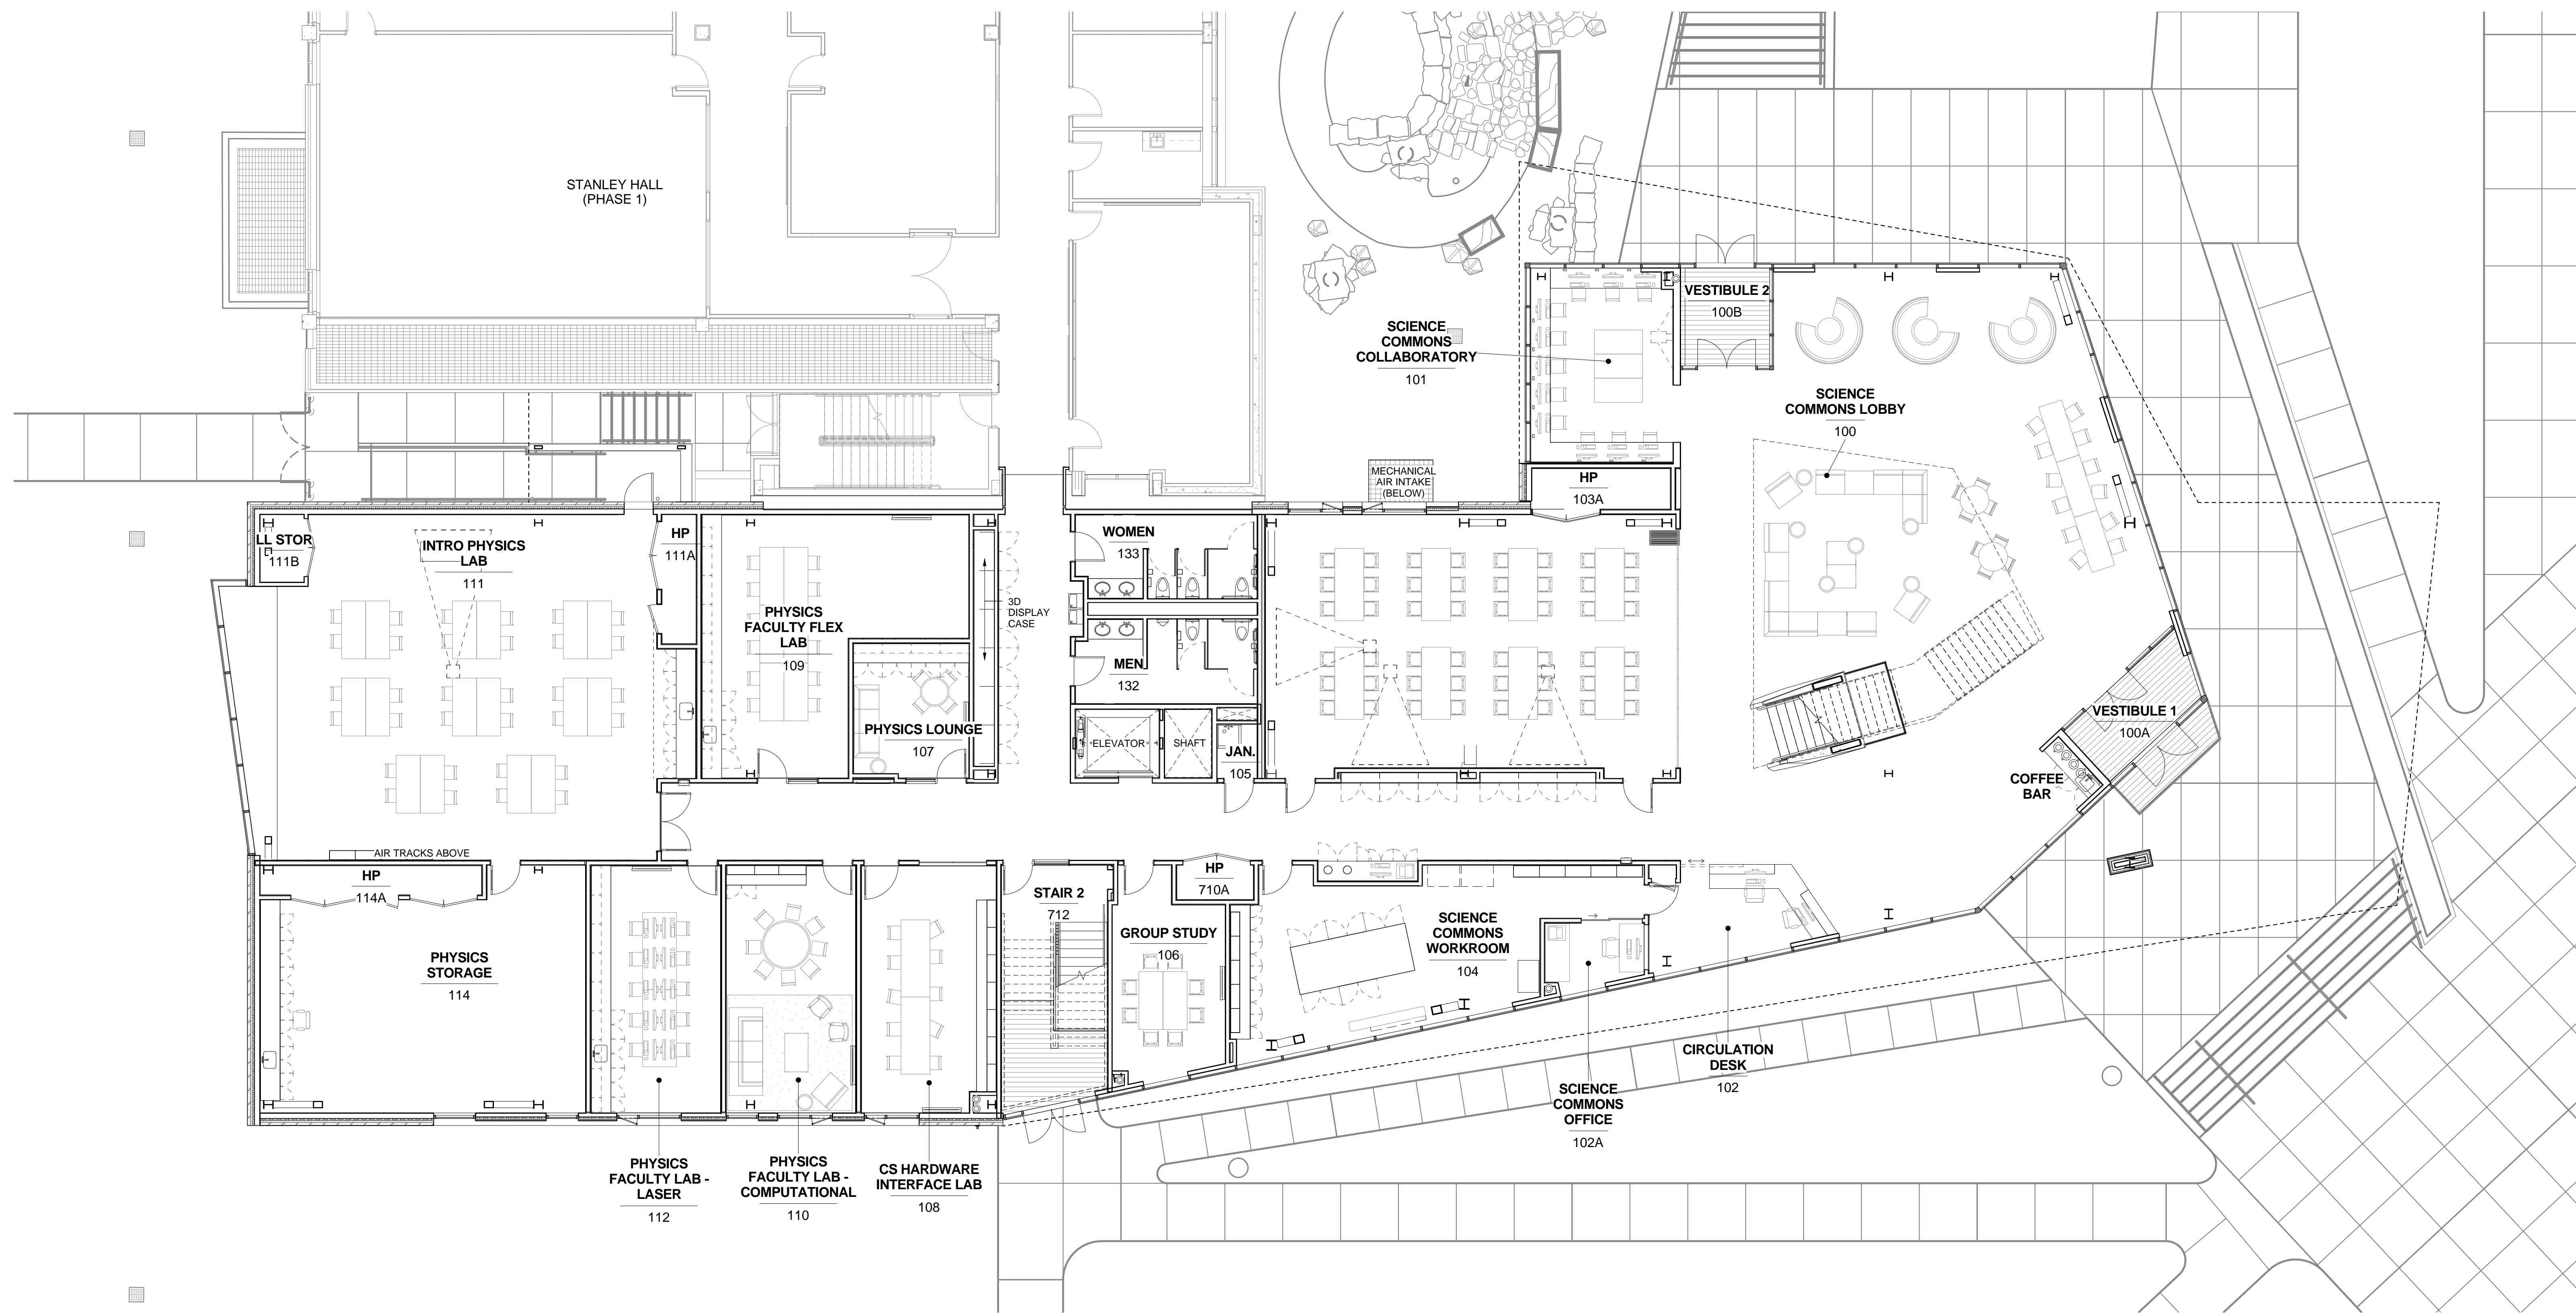 STANLEY HALL
(PHASE 1)
VESTIBULE 2
100B
SCIENCE
COMMONS
COLLABORATORY
101
SCIENCE
COMMONS LOBBY
100
MECHANICAL
AIR INTAKE
(BELOW)
HP
103A
LL STOR
111B
INTRO PHYSICS
LAB
111
HP
111A
WOMEN
133
PHYSICS
FACULTY FLEX
LAB
109
3D
DISPLAY
CASE
MEN
132
PHYSICS LOUNGE
107
ELEVATOR
SHAFT
JAN.
105
VESTIBULE 1
100A
COFFEE
BAR
AIR TRACKS ABOVE
HP
114A
HP
710A
STAIR 2
712
GROUP STUDY
106
SCIENCE
COMMONS
WORKROOM
104
PHYSICS
STORAGE
114
CIRCULATION
DESK
102
SCIENCE
COMMONS
OFFICE
102A
PHYSICS
FACULTY LAB -
LASER
112
PHYSICS
FACULTY LAB -
COMPUTATIONAL
110
CS HARDWARE
INTERFACE LAB
108